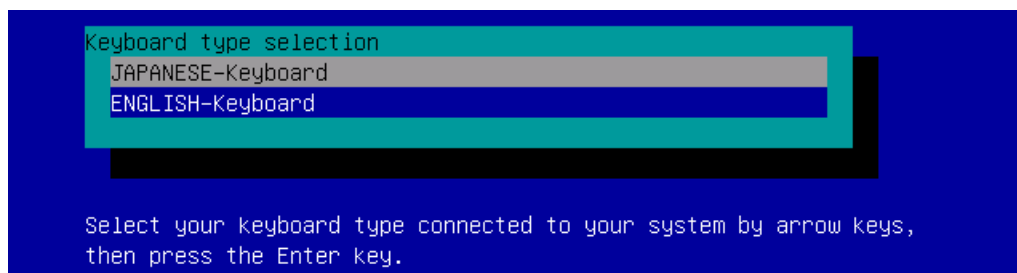 Keyboard type selection
JAPANESE-Keyboard
ENGLISH-Keyboard
Select your keyboard type connected to your system by arrow keys,
then press the Enter key.